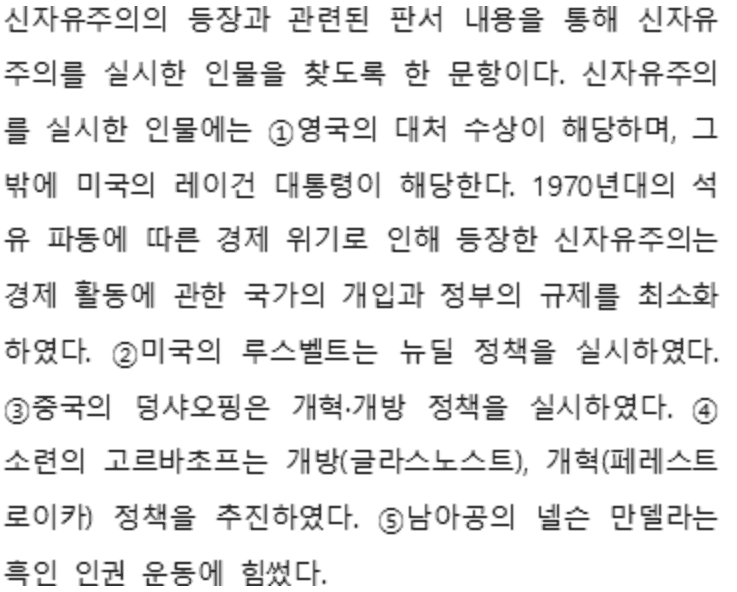 신자유주의의 등장과 관련된 판서 내용을 통해 신자유
주의를 실시한 인물을 찾도록 한 문항이다. 신자유주의
를 실시한 인물에는 ①영국의 대처 수상이 해당하며, 그
밖에 미국의 레이건 대통령이 해당한다. 1970년대의 석
유 파동에 따른 경제 위기로 인해 등장한 신자유주의는
경제 활동에 관한 국가의 개입과 정부의 규제를 최소화
하였다. ②미국의 루스벨트는 뉴딜 정책을 실시하였다.
③중국의 덩샤오핑은 개혁·개방 정책을 실시하였다. ④
소련의 고르바초프는 개방(글라스노스트), 개혁(페레스트
로이카) 정책을 추진하였다. ⑤남아공의 넬슨 만델라는
흑인 인권 운동에 힘썼다.